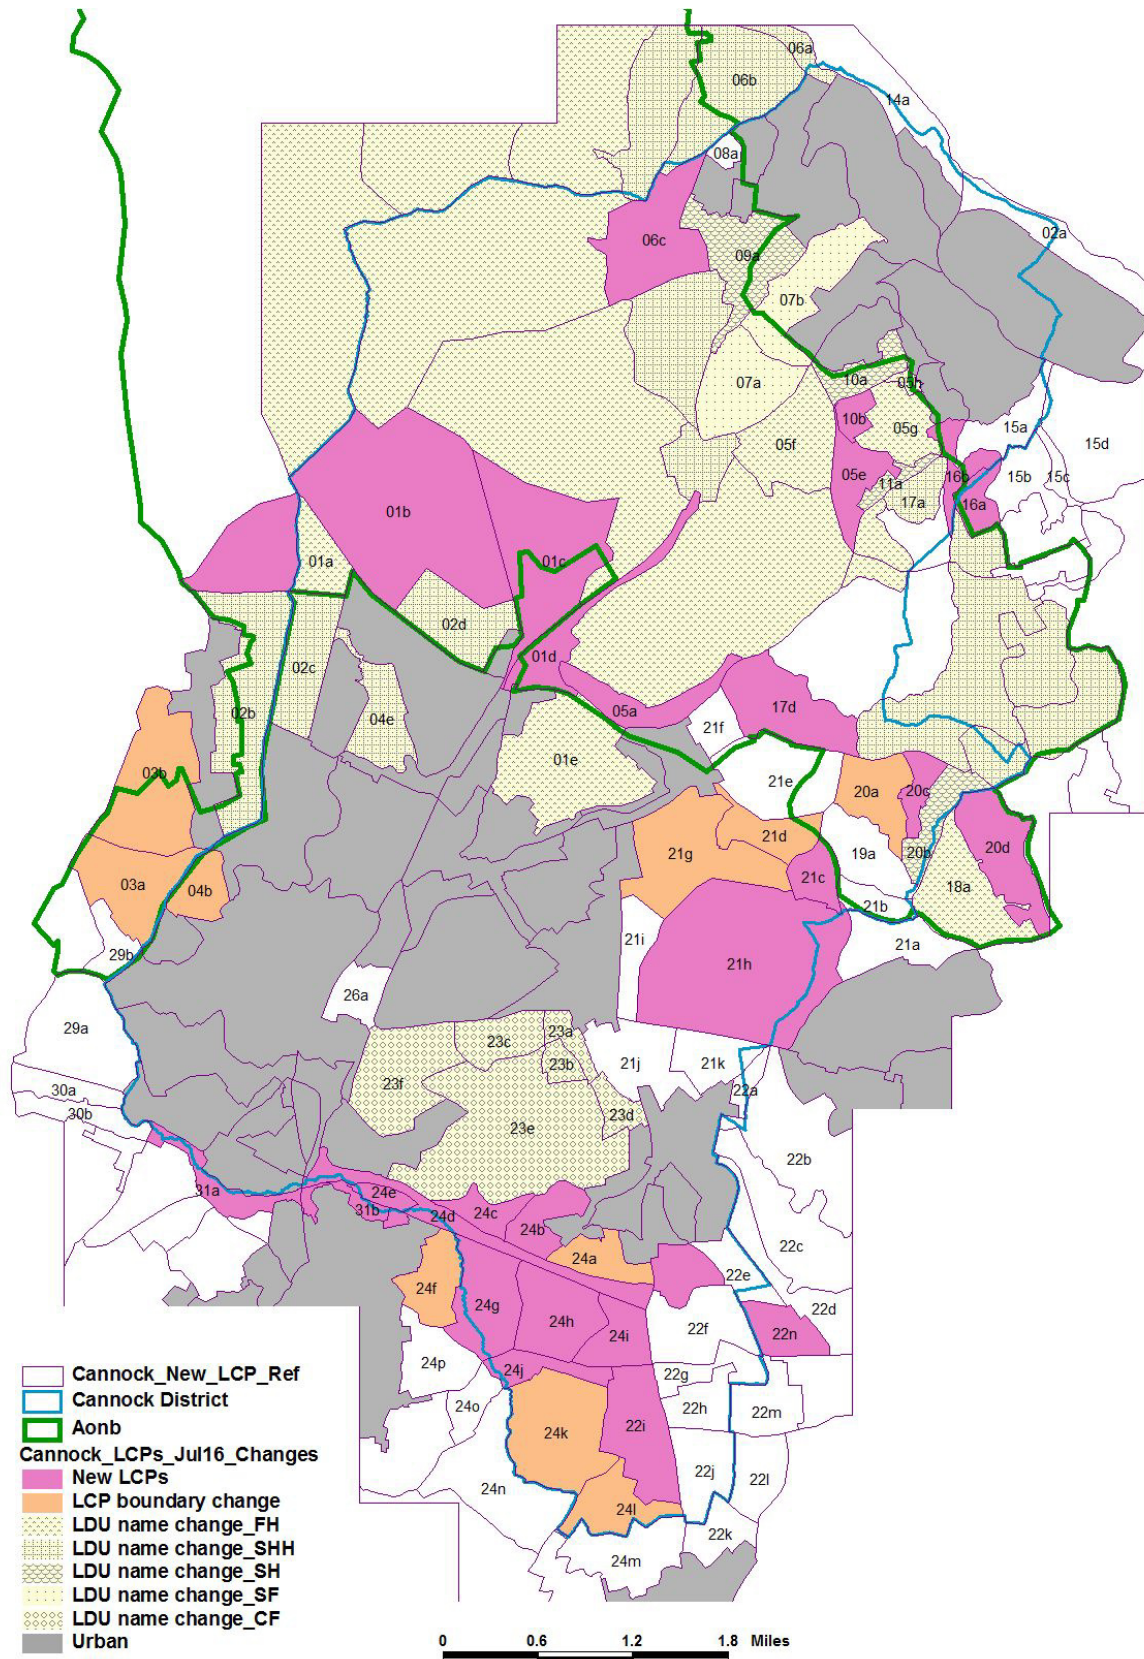 06a
06b
14a
08a
02a
06c
09a
07b
07a
10a
05h
10b
05g
05f
15a
15d
05e
11a
17a
16b
16a
15b
15c
01b
01a
01c
02d
01d
02c
02b
04e
05a
21f
17d
01e
21e
03b
20a
20c
21d
21g
19a
20b
20d
03a
04b
21c
18a
21b
29b
21i
21h
21a
26a
29a
23a
23c
21j
21k
23b
30a
23f
22a
30b
23d
23e
22b
31a
24e
31b
24d
24c
24b
22c
24a
22e
24f
24g
24h
24i
22f
22d
22n
24p
24j
22g
24o
22h
22m
24k
22i
22j
22l
24n
24l
22k
24m
Cannock_New_LCP_Ref
Cannock District
Aonb
Cannock_LCPs_Jul16_Changes
New LCPs
LCP boundary change
LDU name change_FH
LDU name change_SHH
LDU name change_SH
LDU name change_SF
LDU name change_CF
Urban
0 0.6 1.2 1.8 Miles